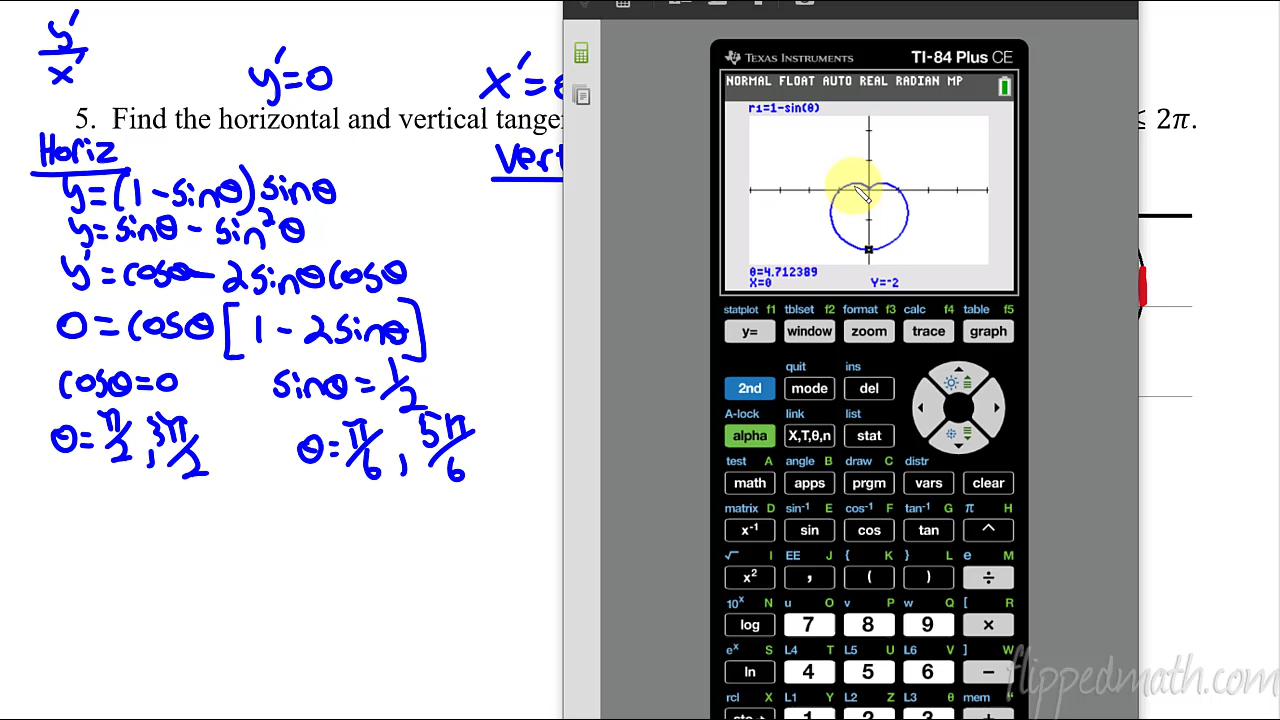 y'
x'
y'=0
x'=
5. Find the horizontal and vertical
≤ 2π.
Horiz
Vert
y=(1-sinθ)sinθ
y=sinθ-sin²θ
y'=cosθ-2sinθcosθ
0=cosθ[1-2sinθ]
cosθ=0 sinθ=1/2
θ=π/2, 3π/2 θ=π/6, 5π/6
TEXAS INSTRUMENTS TI-84 Plus CE
NORMAL FLOAT AUTO REAL RADIAN MP
r1=1-sin(θ)
θ=4.712389
X=0 Y=-2
statplot f1 tblset f2 format f3 calc f4 table f5
y= window zoom trace graph
quit ins
2nd mode del
A-lock link list
alpha X,T,θ,n stat
test A angle B draw C distr
math apps prgm vars clear
matrix D sin⁻¹ E cos⁻¹ F tan⁻¹ G π H
x⁻¹ sin cos tan ^
√ I EE J { K } L e M
x² , ( ) ÷
10ˣ N u O v P w Q [ R
log 7 8 9 ×
eˣ S L4 T L5 U L6 V ] W
ln 4 5 6 −
rcl X L1 Y L2 Z L3 θ mem "
1 2 3 +
flippedmath.com